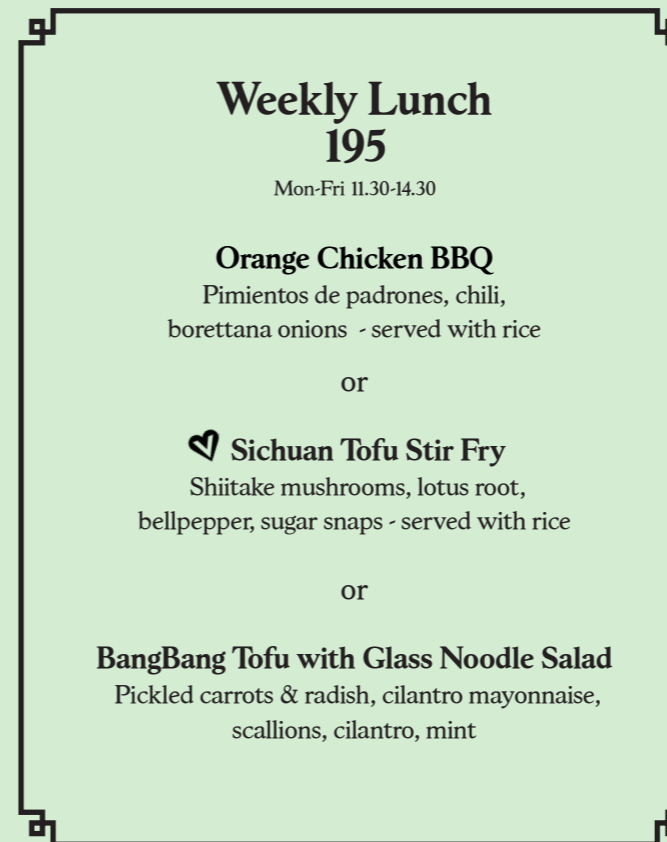 Weekly Lunch
195
Mon-Fri 11.30-14.30
Orange Chicken BBQ
Pimientos de padrones, chili,
borettana onions - served with rice
or
Sichuan Tofu Stir Fry
Shiitake mushrooms, lotus root,
bellpepper, sugar snaps - served with rice
or
BangBang Tofu with Glass Noodle Salad
Pickled carrots & radish, cilantro mayonnaise,
scallions, cilantro, mint